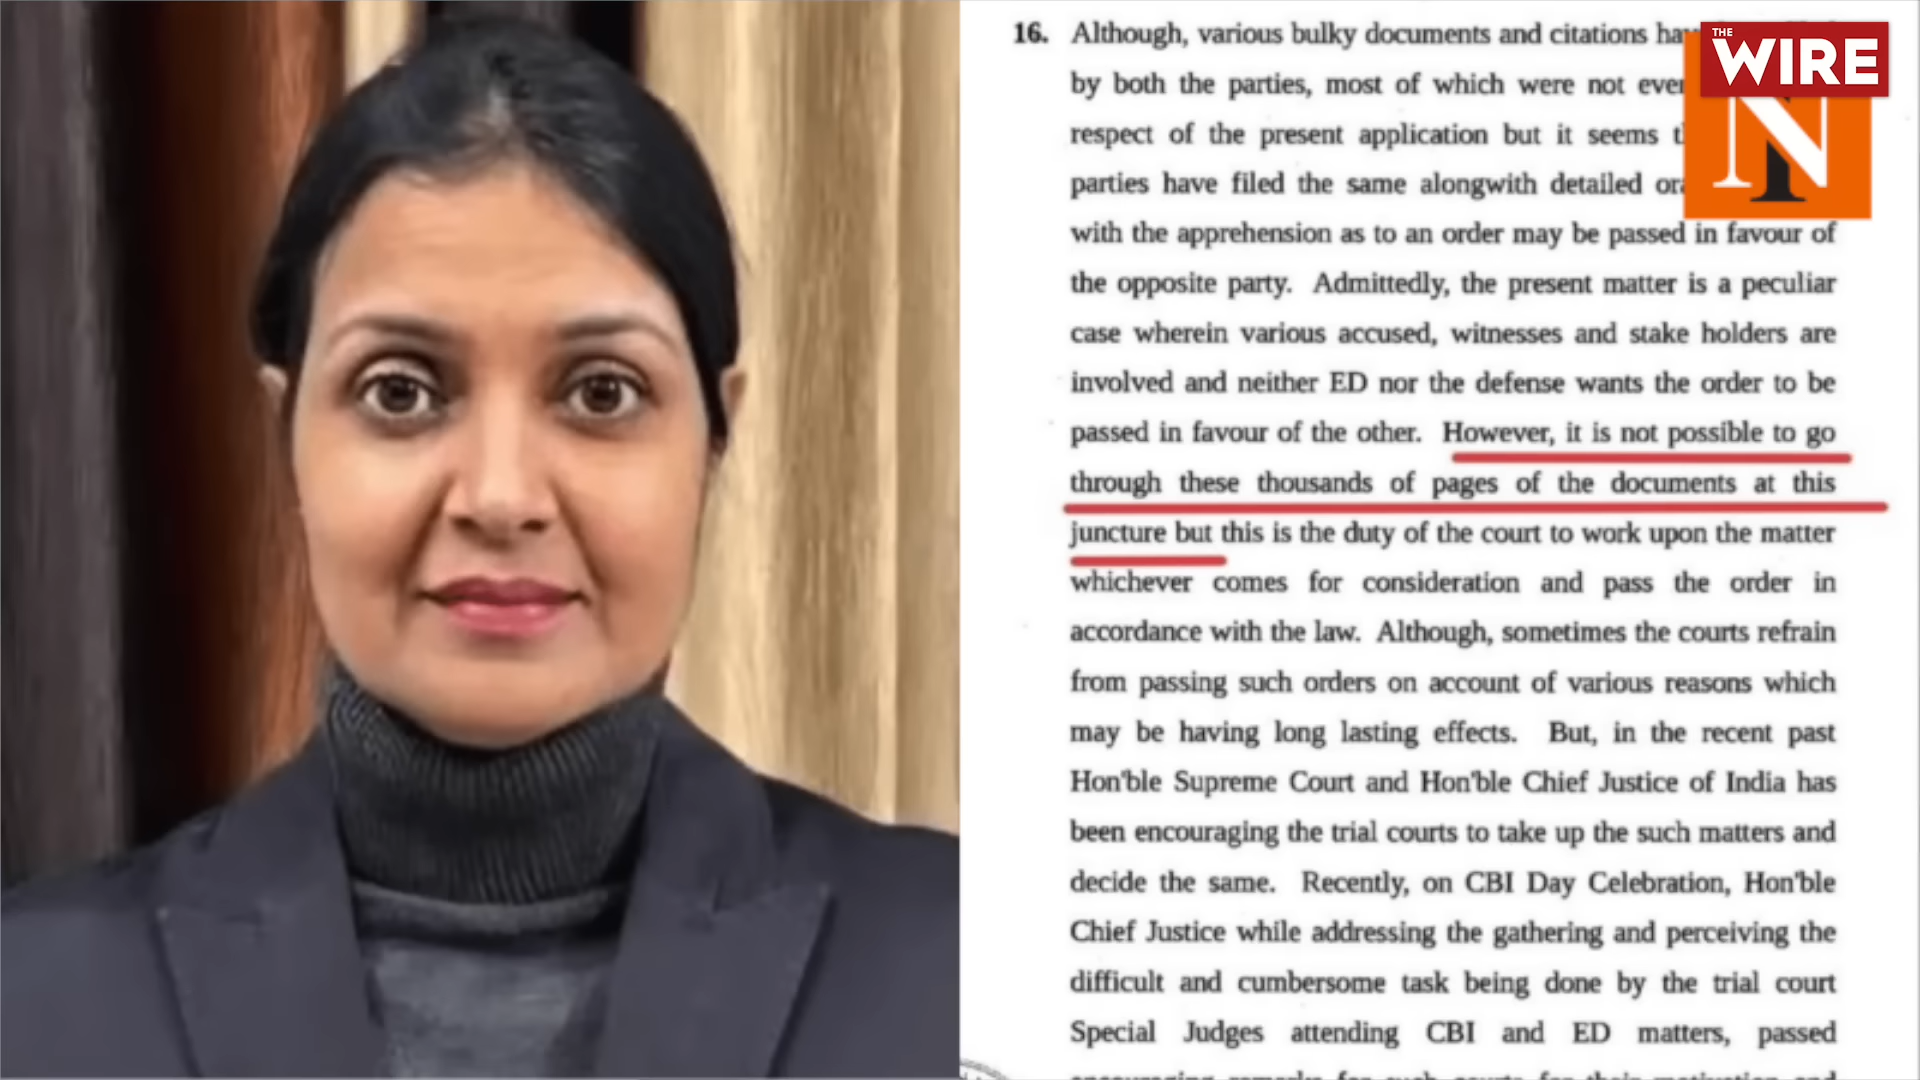 THE
WIRE
N
16. Although, various bulky documents and citations
by both the parties, most of which were not
respect of the present application but it seems
parties have filed the same alongwith detailed
with the apprehension as to an order may be passed in favour of
the opposite party. Admittedly, the present matter is a peculiar
case wherein various accused, witnesses and stake holders are
involved and neither ED nor the defense wants the order to be
passed in favour of the other. However, it is not possible to go
through these thousands of pages of the documents at this
juncture but this is the duty of the court to work upon the matter
whichever comes for consideration and pass the order in
accordance with the law. Although, sometimes the courts refrain
from passing such orders on account of various reasons which
may be having long lasting effects. But, in the recent past
Hon'ble Supreme Court and Hon'ble Chief Justice of India has
been encouraging the trial courts to take up the such matters and
decide the same. Recently, on CBI Day Celebration, Hon'ble
Chief Justice while addressing the gathering and perceiving the
difficult and cumbersome task being done by the trial court
Special Judges attending CBI and ED matters, passed